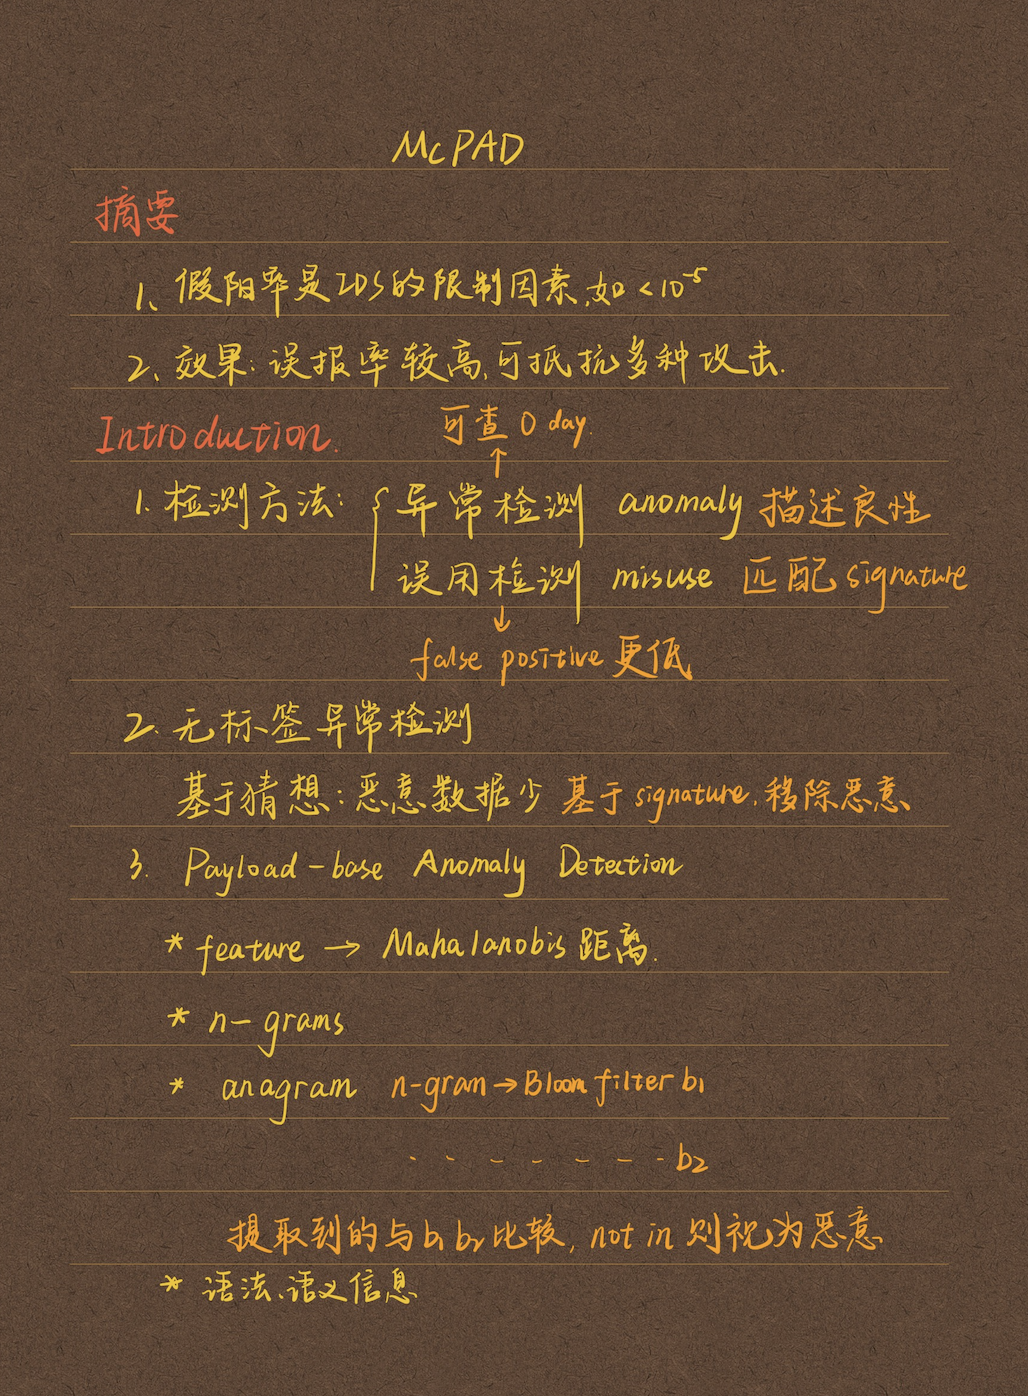 McPAD
摘要
1、假阳率是IDS的限制因素,如<10⁻⁵
2、效果:误报率较高,可抵抗多种攻击.
Introduction.
可查 0 day.
↑
1. 检测方法: { 异常检测 anomaly 描述良性
误用检测 misuse 匹配 signature
↓
false positive 更低
2. 无标签异常检测
基于猜想:恶意数据少 基于 signature,移除恶意
3. Payload-base Anomaly Detection
* feature → Mahalanobis 距离.
* n-grams
* anagram n-gram → Bloom filter b1
- - - - - - - b2
提取到的与 b1 b2 比较, not in 则视为恶意
* 语法、语义信息